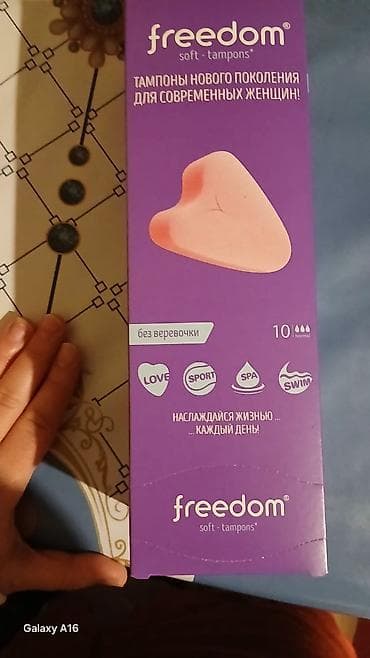 freedom®
soft - tampons*
ТАМПОНЫ НОВОГО ПОКОЛЕНИЯ
ДЛЯ СОВРЕМЕННЫХ ЖЕНЩИН!
без веревочки
10 normal
LOVE SPORT SPA SWIM
НАСЛАЖДАЙСЯ ЖИЗНЬЮ ...
... КАЖДЫЙ ДЕНЬ!
freedom®
soft - tampons*
Galaxy A16